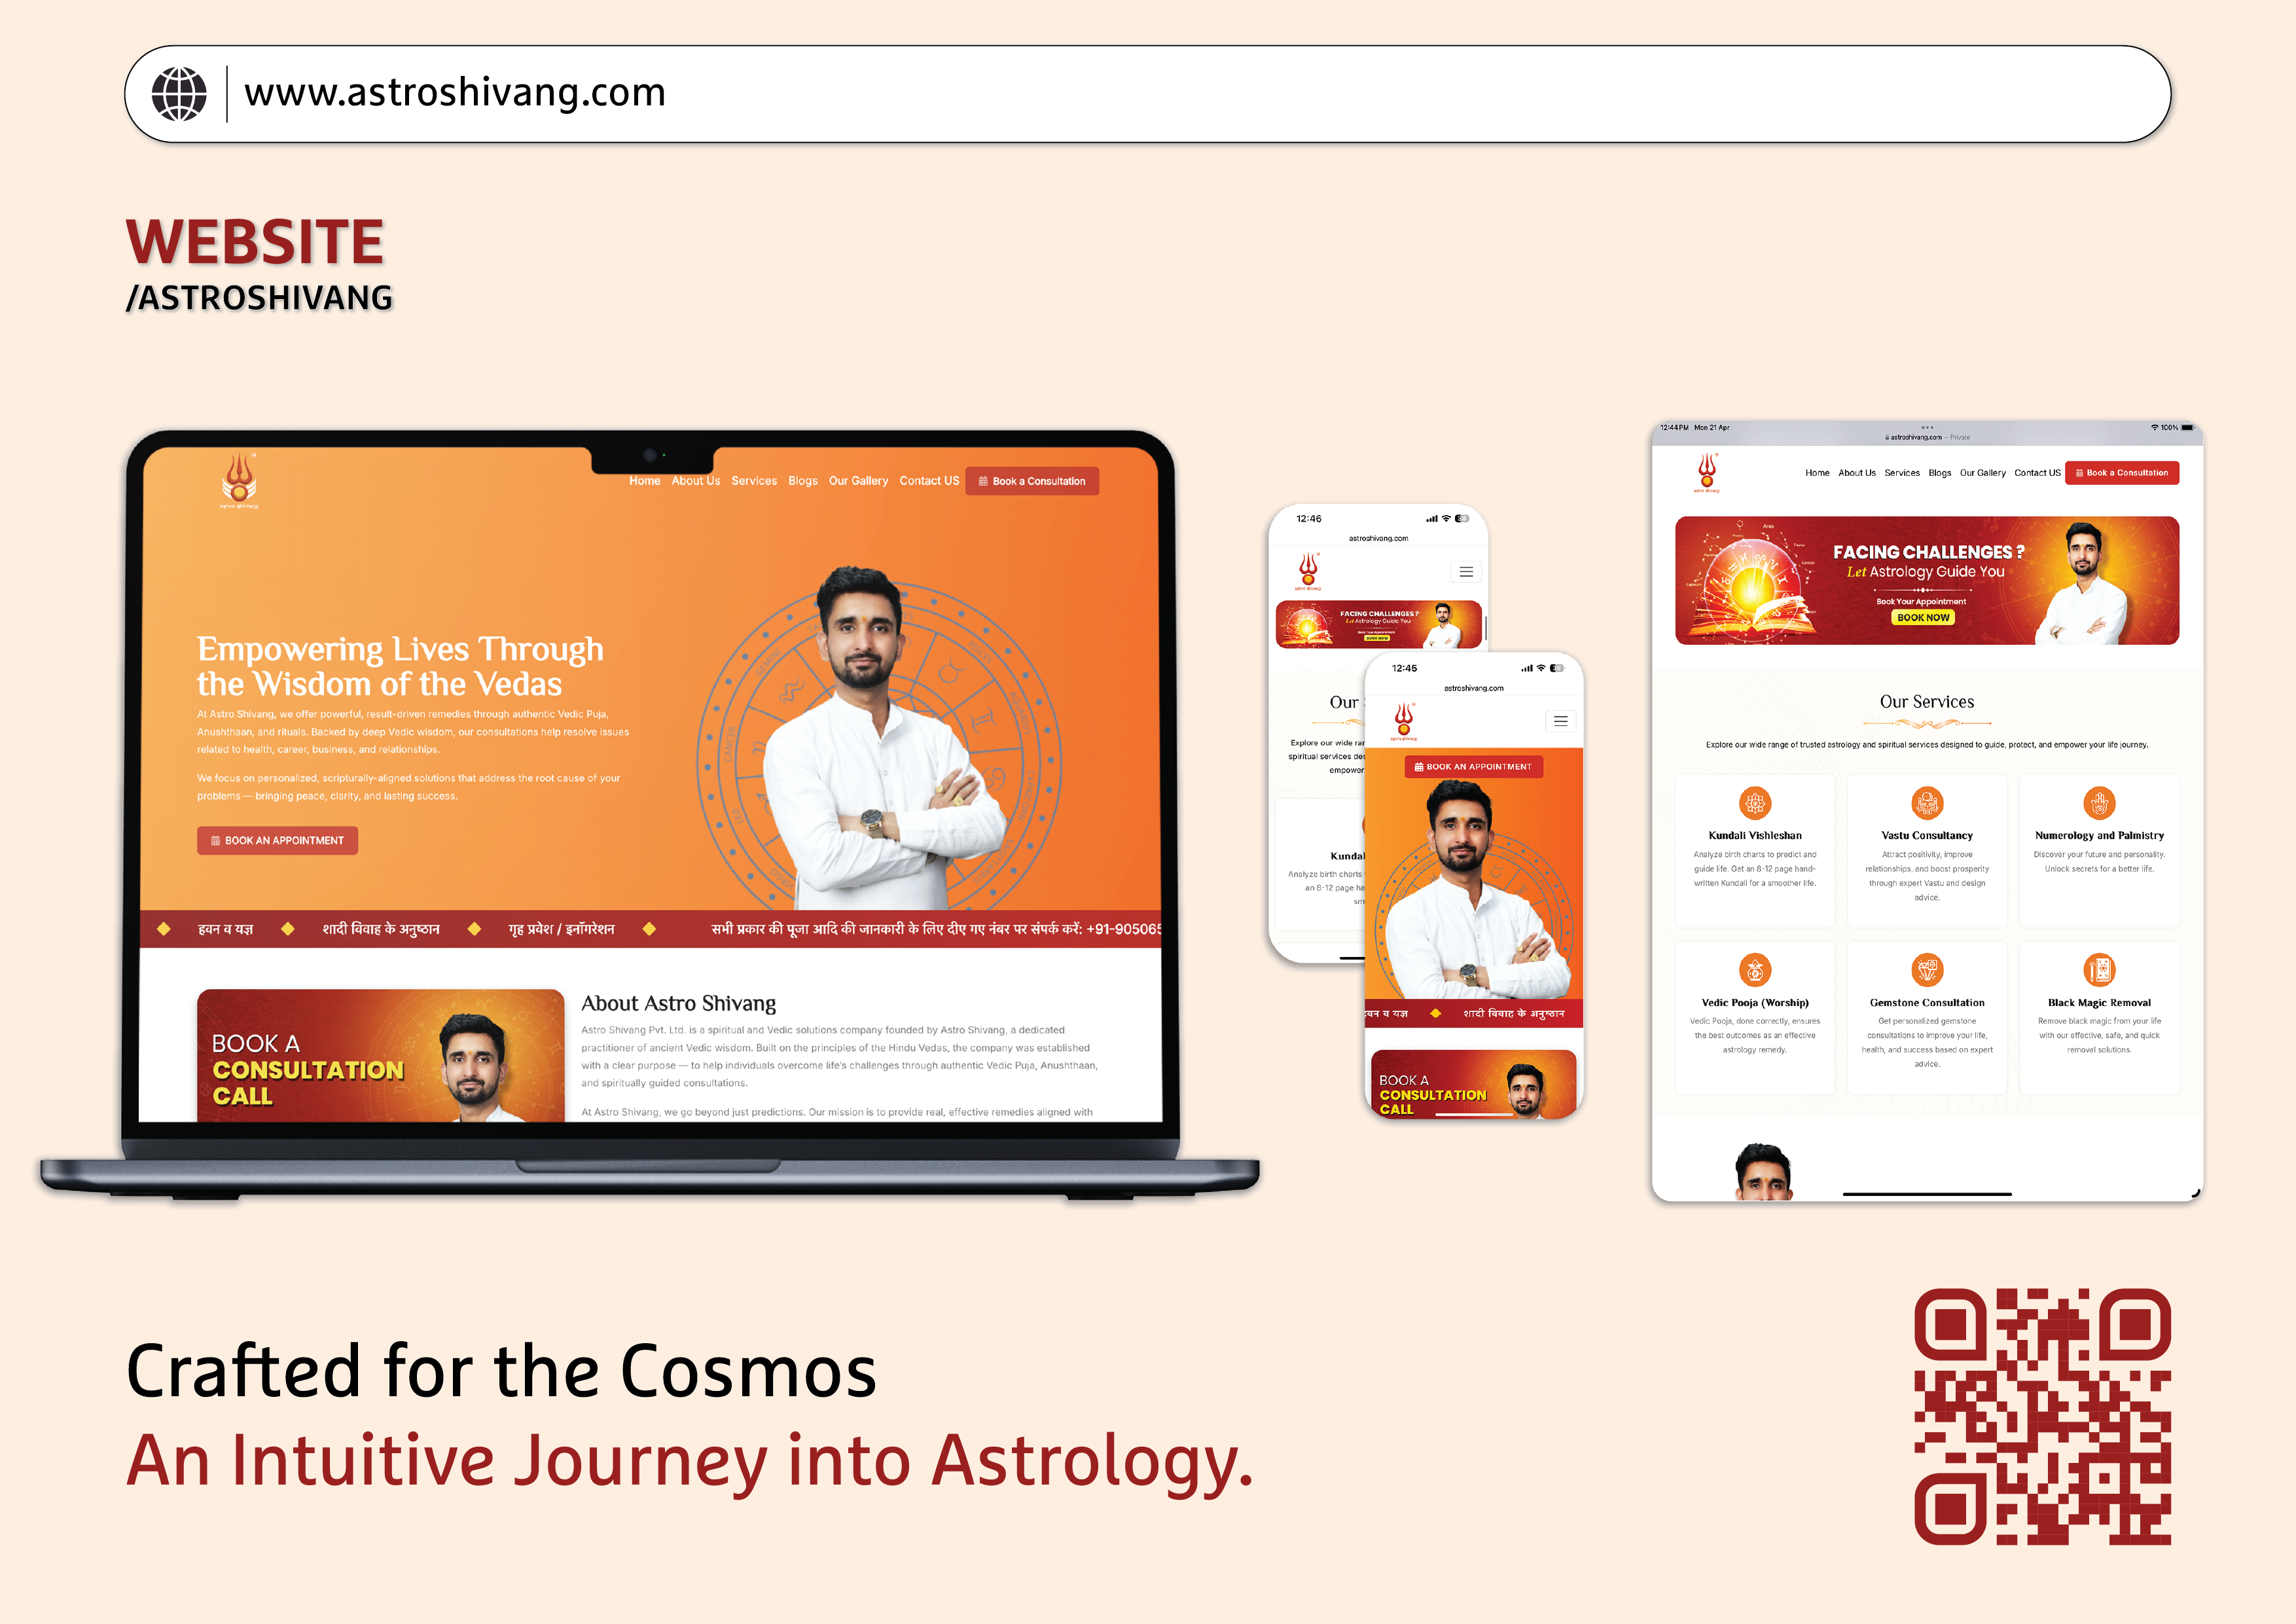 www.astroshivang.com
WEBSITE
/ASTROSHIVANG
Home About Us Services Blogs Our Gallery Contact US Book a Consultation
Empowering Lives Through
the Wisdom of the Vedas
At Astro Shivang, we offer powerful, result-driven remedies through authentic Vedic Puja,
Anushthaan, and rituals. Backed by deep Vedic wisdom, our consultations help resolve issues
related to health, career, business, and relationships.
We focus on personalized, scripturally-aligned solutions that address the root cause of your
problems — bringing peace, clarity, and lasting success.
BOOK AN APPOINTMENT
GEMINI
PISCES
AQUARIUS
CANCER
LEO
हवन व यज्ञ
शादी विवाह के अनुष्ठान
गृह प्रवेश / इनॉगरेशन
सभी प्रकार की पूजा आदि की जानकारी के लिए दीए गए नंबर पर संपर्क करें: +91-905065
BOOK A
CONSULTATION
CALL
About Astro Shivang
Astro Shivang Pvt. Ltd. is a spiritual and Vedic solutions company founded by Astro Shivang, a dedicated
practitioner of ancient Vedic wisdom. Built on the principles of the Hindu Vedas, the company was established
with a clear purpose — to help individuals overcome life's challenges through authentic Vedic Puja, Anushthaan,
and spiritually guided consultations.
At Astro Shivang, we go beyond just predictions. Our mission is to provide real, effective remedies aligned with
12:46
astroshivang.com
FACING CHALLENGES ?
Let Astrology Guide You
Book Your Appointment
BOOK NOW
Our
Explore our wide ran
spiritual services des
empower
Kundal
Analyze birth charts
an 8-12 page ha
sm
12:45
astroshivang.com
BOOK AN APPOINTMENT
हवन व यज्ञ
शादी विवाह के अनुष्ठान
BOOK A
CONSULTATION
CALL
12:44 PM Mon 21 Apr
100%
astroshivang.com — Private
Home About Us Services Blogs Our Gallery Contact US Book a Consultation
FACING CHALLENGES ?
Let Astrology Guide You
Book Your Appointment
BOOK NOW
Our Services
Explore our wide range of trusted astrology and spiritual services designed to guide, protect, and empower your life journey.
Kundali Vishleshan
Analyze birth charts to predict and
guide life. Get an 8-12 page hand-
written Kundali for a smoother life.
Vastu Consultancy
Attract positivity, improve
relationships, and boost prosperity
through expert Vastu and design
advice.
Numerology and Palmistry
Discover your future and personality.
Unlock secrets for a better life.
Vedic Pooja (Worship)
Vedic Pooja, done correctly, ensures
the best outcomes as an effective
astrology remedy.
Gemstone Consultation
Get personalized gemstone
consultations to improve your life,
health, and success based on expert
advice.
Black Magic Removal
Remove black magic from your life
with our effective, safe, and quick
removal solutions.
Crafted for the Cosmos
An Intuitive Journey into Astrology.